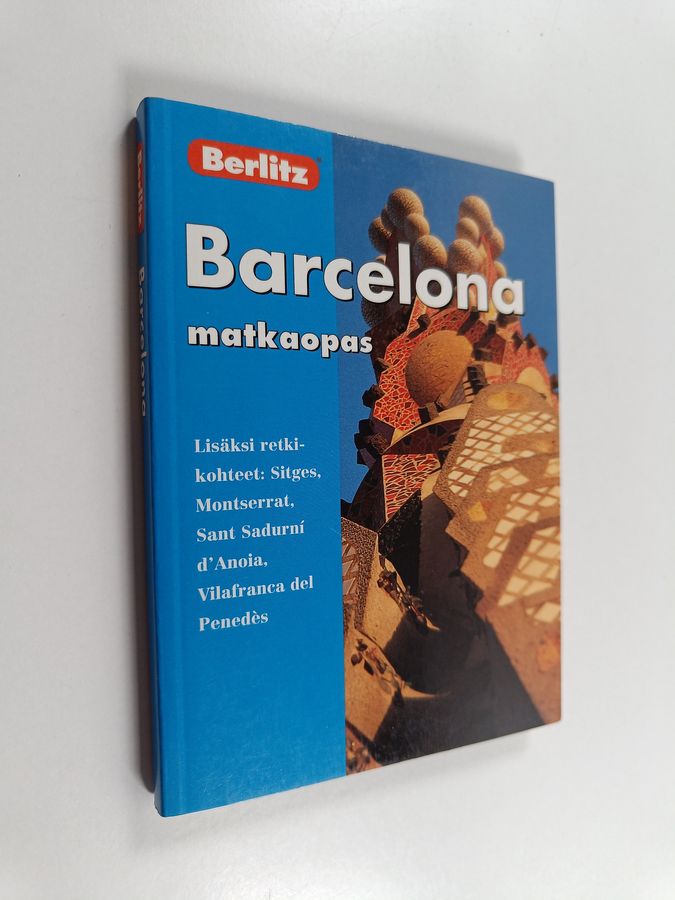 Berlitz
Barcelona
matkaopas
Lisäksi retki-
kohteet: Sitges,
Montserrat,
Sant Sadurní
d'Anoia,
Vilafranca del
Penedès
Berlitz
Barcelona